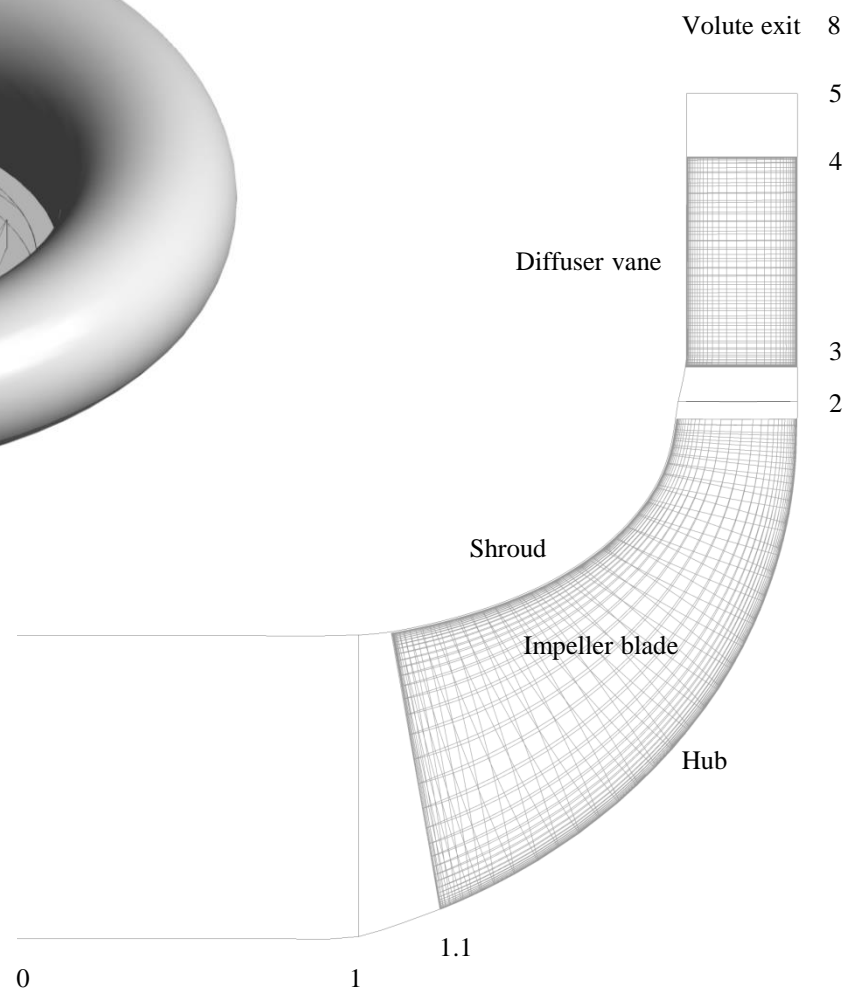 Volute exit 8
5
4
Diffuser vane
3
2
Shroud
Impeller blade
Hub
1.1
0 1